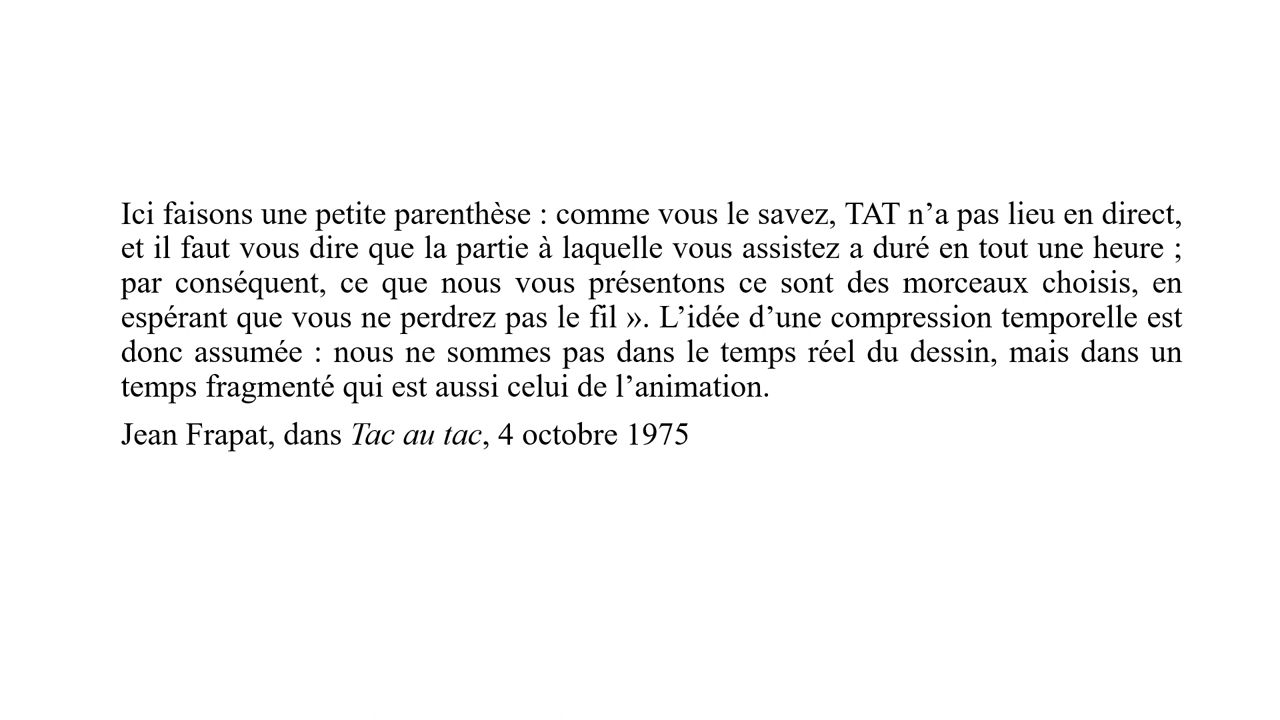 Ici faisons une petite parenthèse : comme vous le savez, TAT n’a pas lieu en direct,
et il faut vous dire que la partie à laquelle vous assistez a duré en tout une heure ;
par conséquent, ce que nous vous présentons ce sont des morceaux choisis, en
espérant que vous ne perdrez pas le fil ». L’idée d’une compression temporelle est
donc assumée : nous ne sommes pas dans le temps réel du dessin, mais dans un
temps fragmenté qui est aussi celui de l’animation.
Jean Frapat, dans Tac au tac, 4 octobre 1975